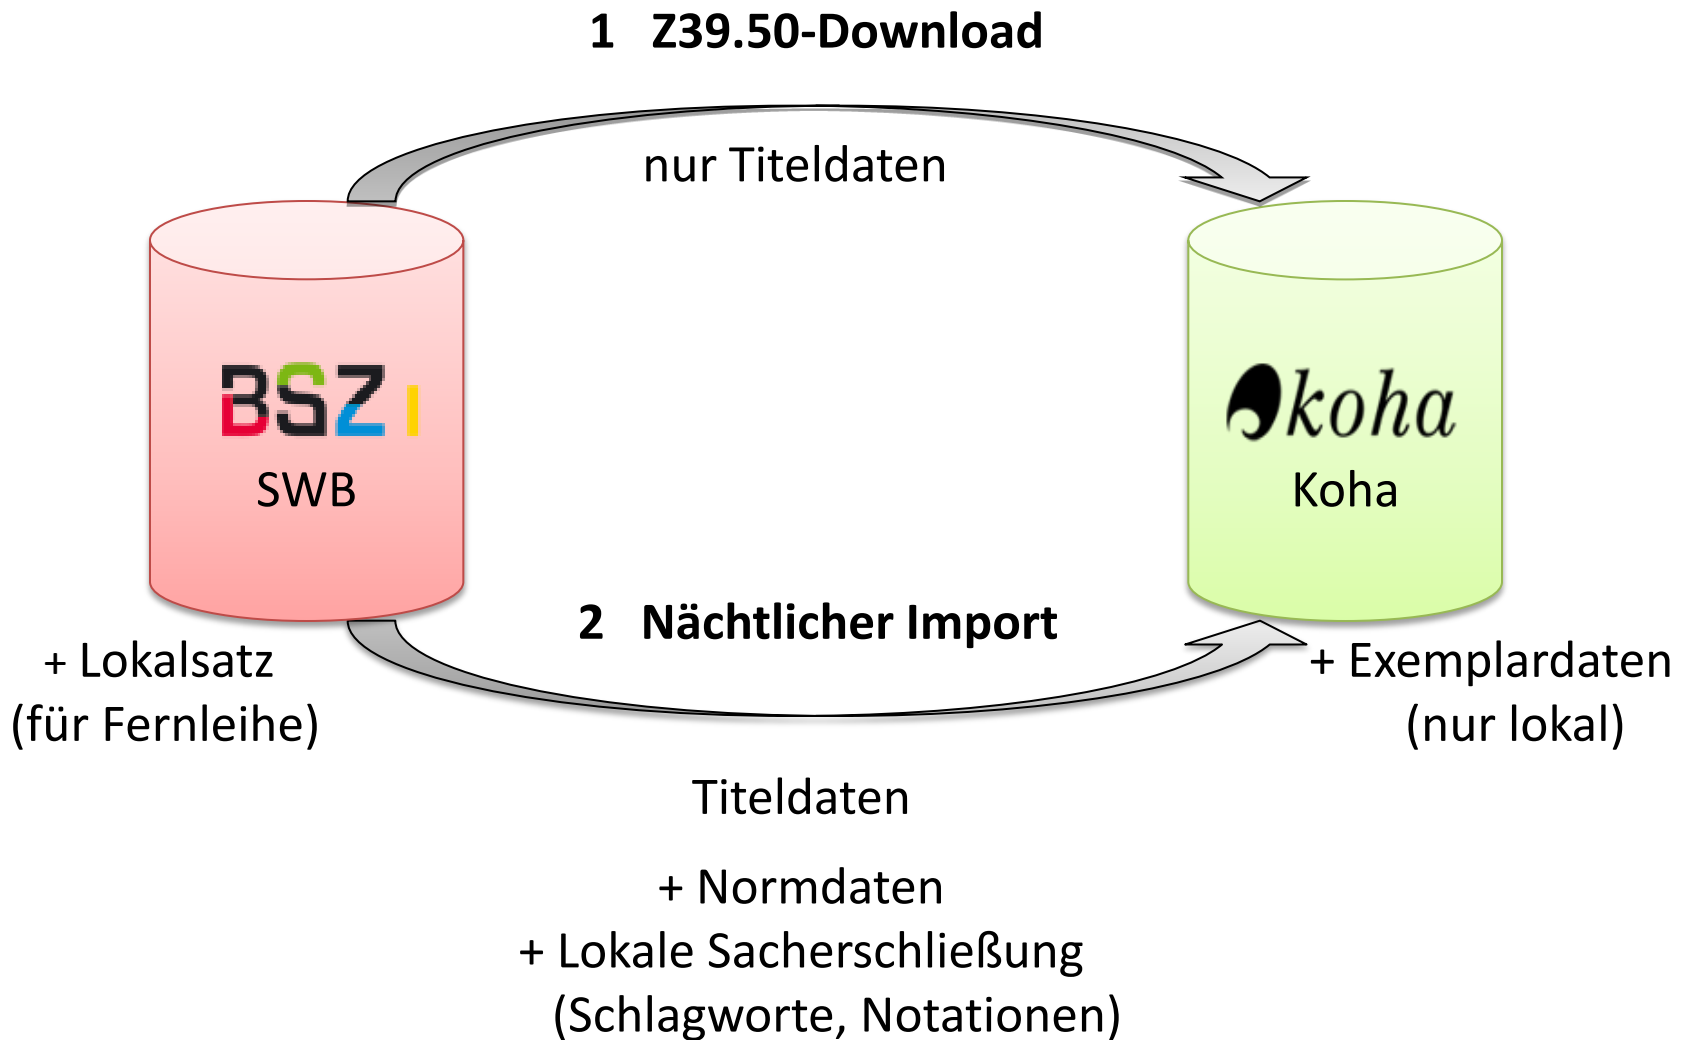 1 Z39.50-Download
nur Titeldaten
BSZ
SWB
koha
Koha
2 Nächtlicher Import
+ Lokalsatz
(für Fernleihe)
+ Exemplardaten
(nur lokal)
Titeldaten
+ Normdaten
+ Lokale Sacherschließung
(Schlagworte, Notationen)